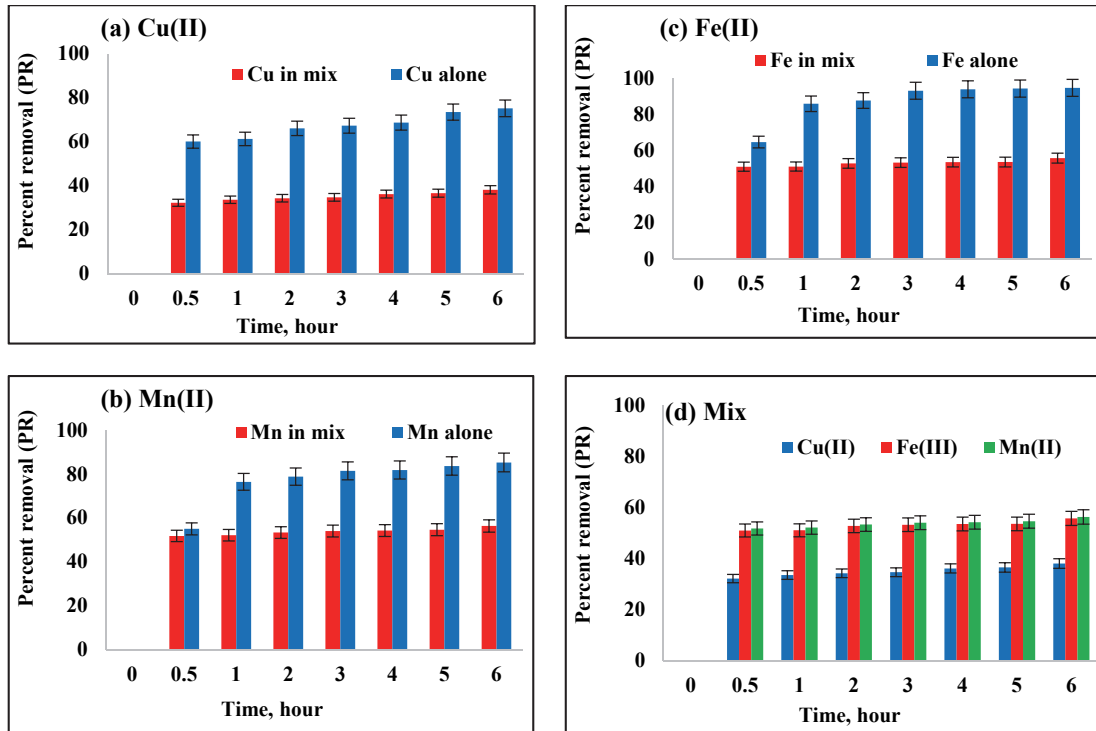 (a) Cu(II)
Cu in mix Cu alone
Percent removal (PR)
100
80
60
40
20
0
0 0.5 1 2 3 4 5 6
Time, hour
(c) Fe(II)
Fe in mix Fe alone
Percent removal (PR)
100
80
60
40
20
0
0 0.5 1 2 3 4 5 6
Time, hour
(b) Mn(II)
Mn in mix Mn alone
Percent removal (PR)
100
80
60
40
20
0
0 0.5 1 2 3 4 5 6
Time, hour
(d) Mix
Cu(II) Fe(III) Mn(II)
Percent removal (PR)
100
80
60
40
20
0
0 0.5 1 2 3 4 5 6
Time, hour